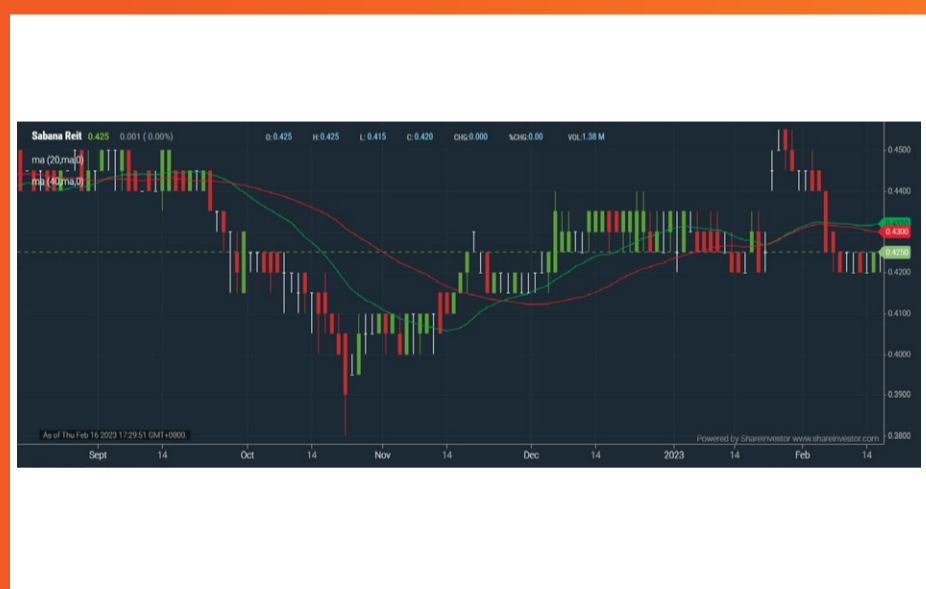 Sabana Reit 0.425 0.001 ( 0.00%) O:0.425 H:0.425 L: 0.415 C: 0.420 CHG:0.000 %CHG:0.00 VOL:1.38 M
ma (20,ma,0)
ma (40,ma,0)
0.4500
0.4400
0.4300
0.4250
0.4200
0.4100
0.4000
0.3900
0.3800
As of Thu Feb 16 2023 17:29:51 GMT+0800.
Powered by Shareinvestor www.shareinvestor.com
Sept 14 Oct 14 Nov 14 Dec 14 2023 14 Feb 14